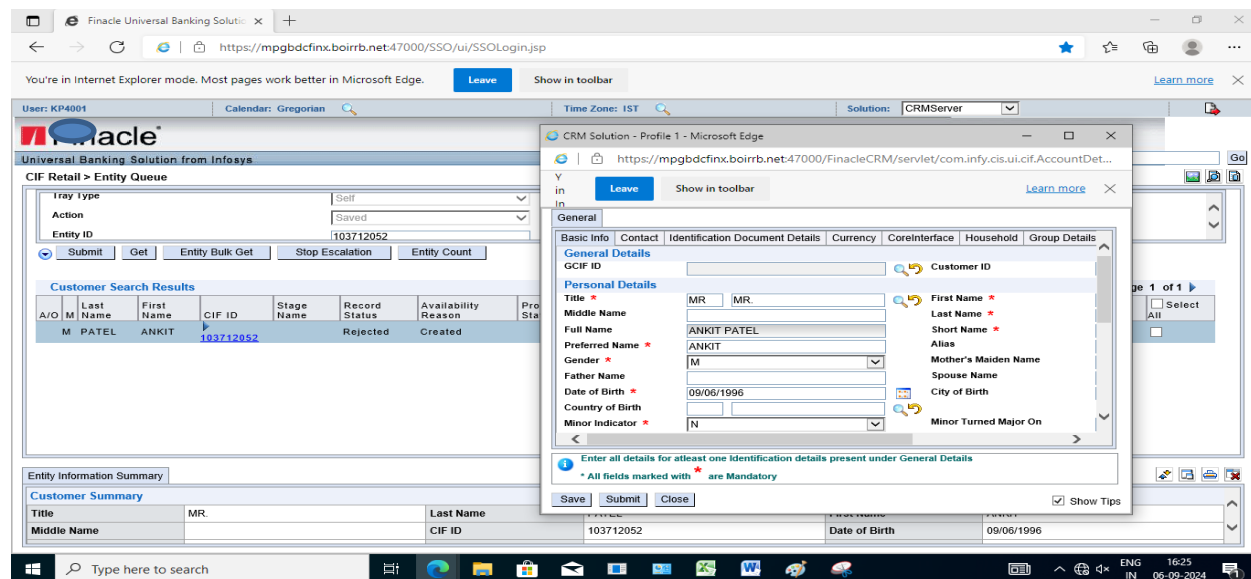 Finacle Universal Banking Solutic
https://mpgbdcfinx.boirrb.net:47000/SSO/ui/SSOLogin.jsp
You're in Internet Explorer mode. Most pages work better in Microsoft Edge. Leave Show in toolbar Learn more
User: KP4001 Calendar: Gregorian Time Zone: IST Solution: CRMServer
nacle
Universal Banking Solution from Infosys Go
CIF Retail > Entity Queue
Tray Type Self
Action Saved
Entity ID 103712052
Submit Get Entity Bulk Get Stop Escalation Entity Count
Customer Search Results ge 1 of 1
A/O M Last Name First Name CIF ID Stage Name Record Status Availability Reason Pro Sta Select All
M PATEL ANKIT 103712052 Rejected Created
CRM Solution - Profile 1 - Microsoft Edge
https://mpgbdcfinx.boirrb.net:47000/FinacleCRM/servlet/com.infy.cis.ui.cif.AccountDet...
Y
in Leave Show in toolbar Learn more
In
General
Basic Info Contact Identification Document Details Currency CoreInterface Household Group Details
General Details
GCIF ID Customer ID
Personal Details
Title * MR MR. First Name *
Middle Name Last Name *
Full Name ANKIT PATEL Short Name *
Preferred Name * ANKIT Alias
Gender * M Mother's Maiden Name
Father Name Spouse Name
Date of Birth * 09/06/1996 City of Birth
Country of Birth
Minor Indicator * N Minor Turned Major On
Enter all details for atleast one Identification details present under General Details
* All fields marked with * are Mandatory
Save Submit Close Show Tips
Entity Information Summary
Customer Summary
Title MR. Last Name PATEL First Name ANKIT
Middle Name CIF ID 103712052 Date of Birth 09/06/1996
Type here to search ENG 16:25
IN 06-09-2024